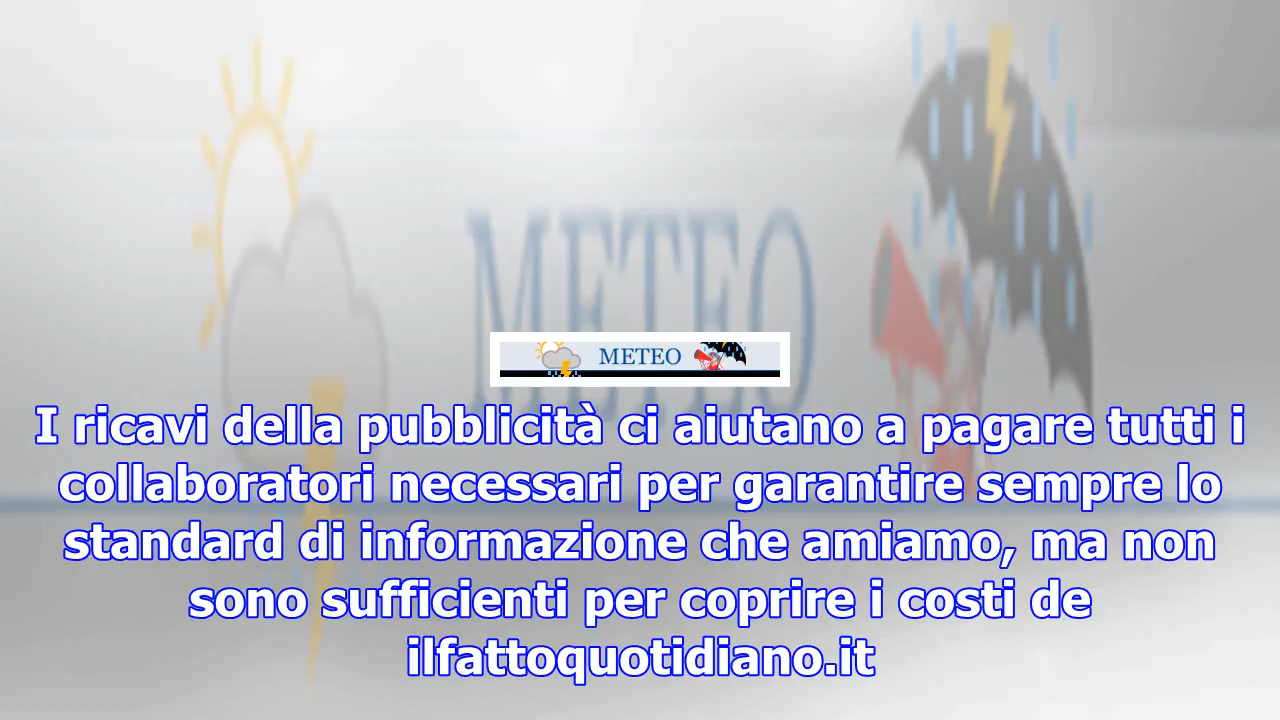 METEO
METEO
I ricavi della pubblicità ci aiutano a pagare tutti i
collaboratori necessari per garantire sempre lo
standard di informazione che amiamo, ma non
sono sufficienti per coprire i costi de
ilfattoquotidiano.it